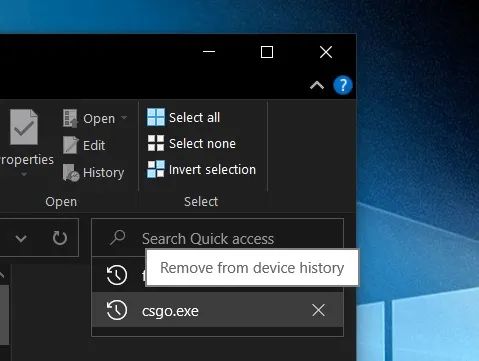 ?
Select all
Open
Select none
Edit
Properties
Invert selection
History
Open
Select
Search Quick access
Remove from device history
csgo.exe